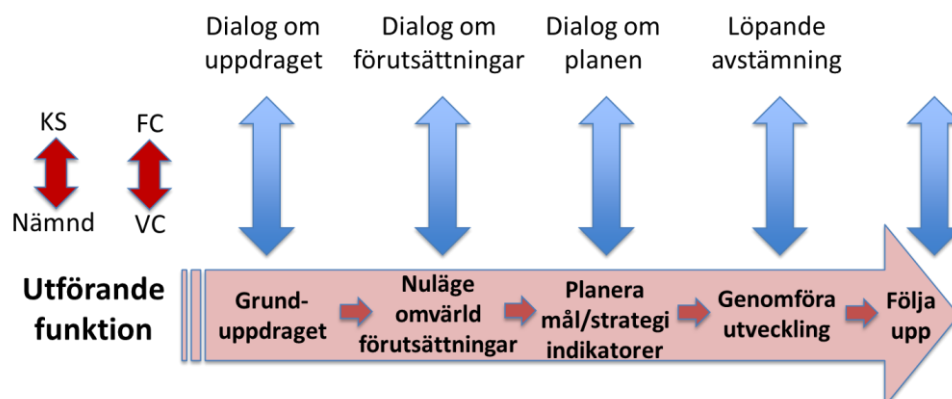 Dialog om
uppdraget
Dialog om
förutsättningar
Dialog om
planen
Löpande
avstämning
KS
FC
Nämnd
VC
Utförande
funktion
Grund-
uppdraget
Nuläge
omvärld
förutsättningar
Planera
mål/strategi
indikatorer
Genomföra
utveckling
Följa
upp